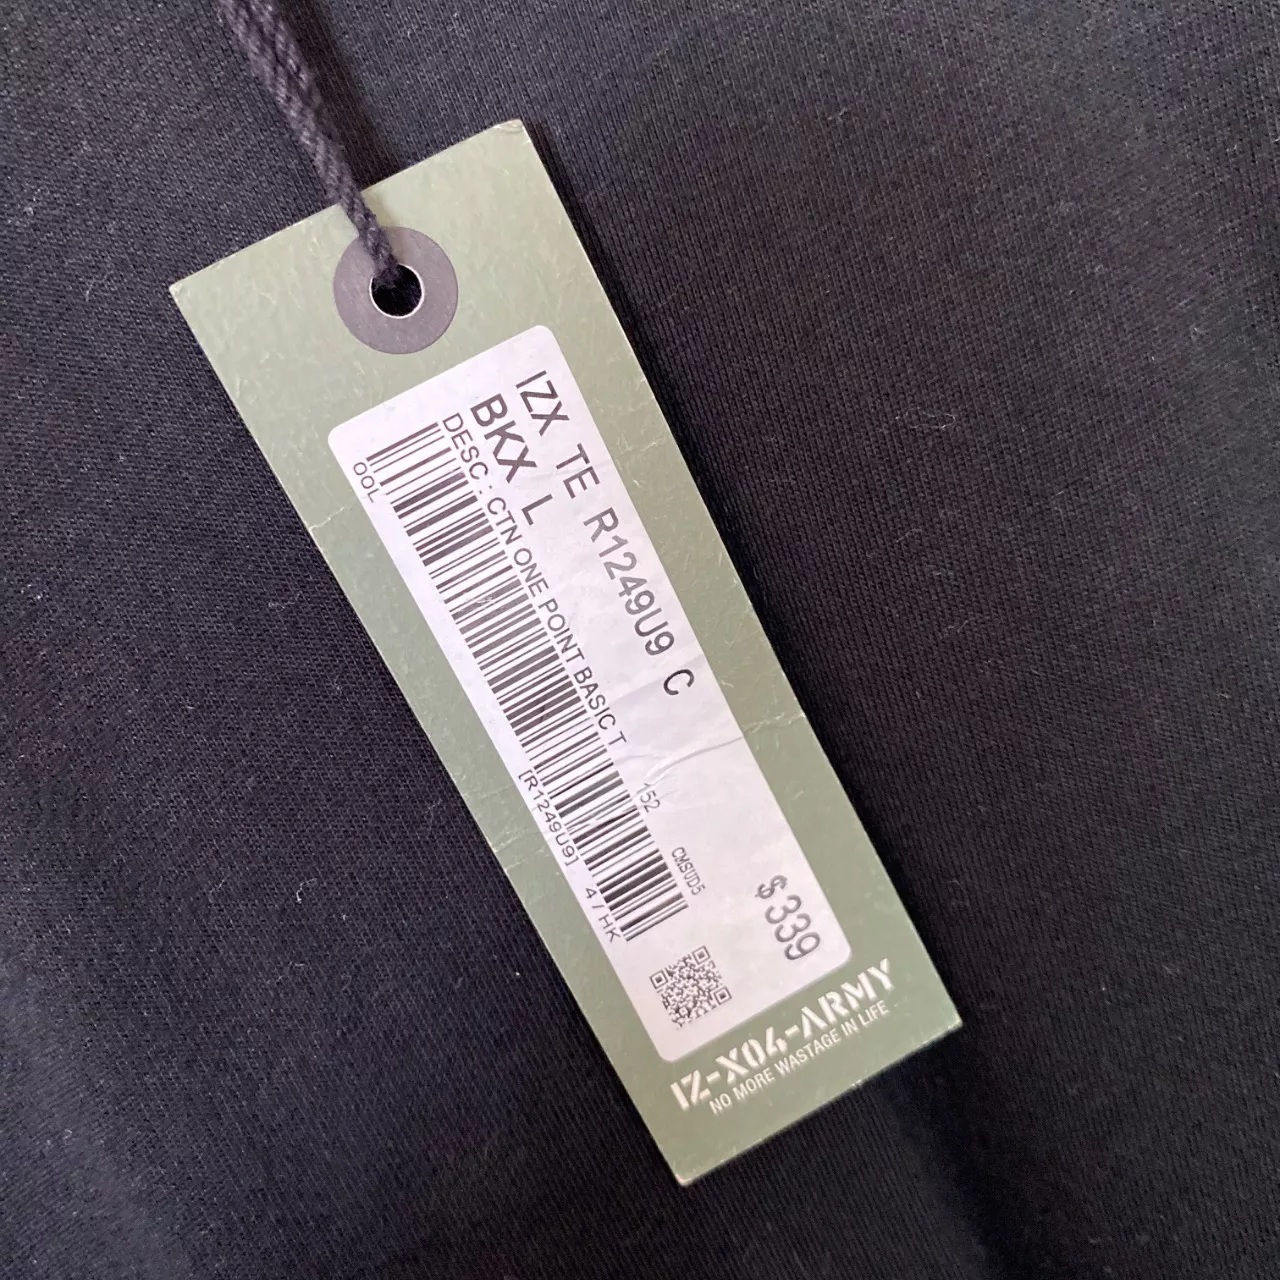 IZX TE R1249U9 C
BKX L
DESC : CTN ONE POINT BASIC T
152
CMSUD5
$339
00L
[R1249U9] 4 / HK
IZ-X04-ARMY
NO MORE WASTAGE IN LIFE